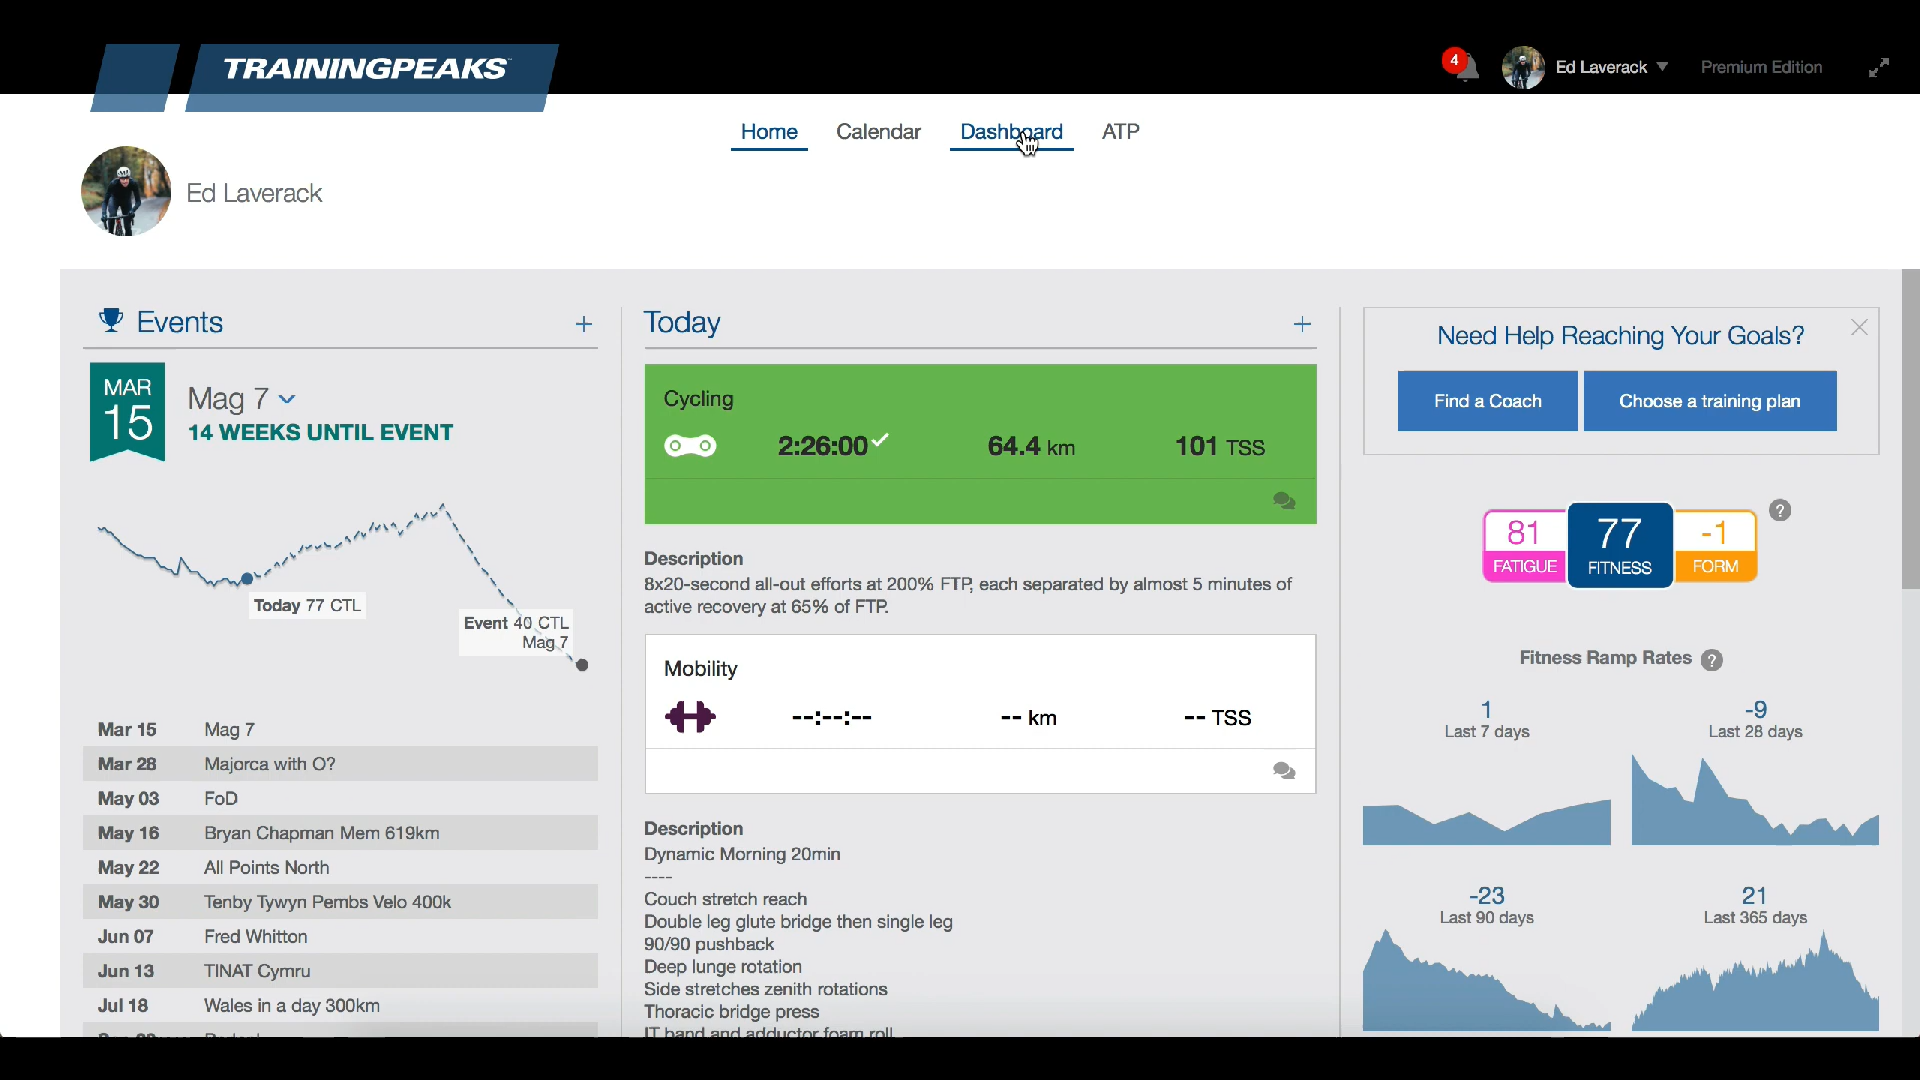 TRAININGPEAKS
4
Ed Laverack
Premium Edition
Home Calendar Dashboard ATP
Ed Laverack
Events +
MAR
15
Mag 7
14 WEEKS UNTIL EVENT
Today 77 CTL
Event 40 CTL
Mag 7
Mar 15 Mag 7
Mar 28 Majorca with O?
May 03 FoD
May 16 Bryan Chapman Mem 619km
May 22 All Points North
May 30 Tenby Tywyn Pembs Velo 400k
Jun 07 Fred Whitton
Jun 13 TINAT Cymru
Jul 18 Wales in a day 300km
Today +
Cycling
2:26:00 64.4 km 101 TSS
Description
8x20-second all-out efforts at 200% FTP, each separated by almost 5 minutes of
active recovery at 65% of FTP.
Mobility
--:--:-- -- km -- TSS
Description
Dynamic Morning 20min
----
Couch stretch reach
Double leg glute bridge then single leg
90/90 pushback
Deep lunge rotation
Side stretches zenith rotations
Thoracic bridge press
IT band and adductor foam roll
Need Help Reaching Your Goals?
Find a Coach Choose a training plan
81 77 -1 ?
FATIGUE FITNESS FORM
Fitness Ramp Rates ?
1 -9
Last 7 days Last 28 days
-23 21
Last 90 days Last 365 days